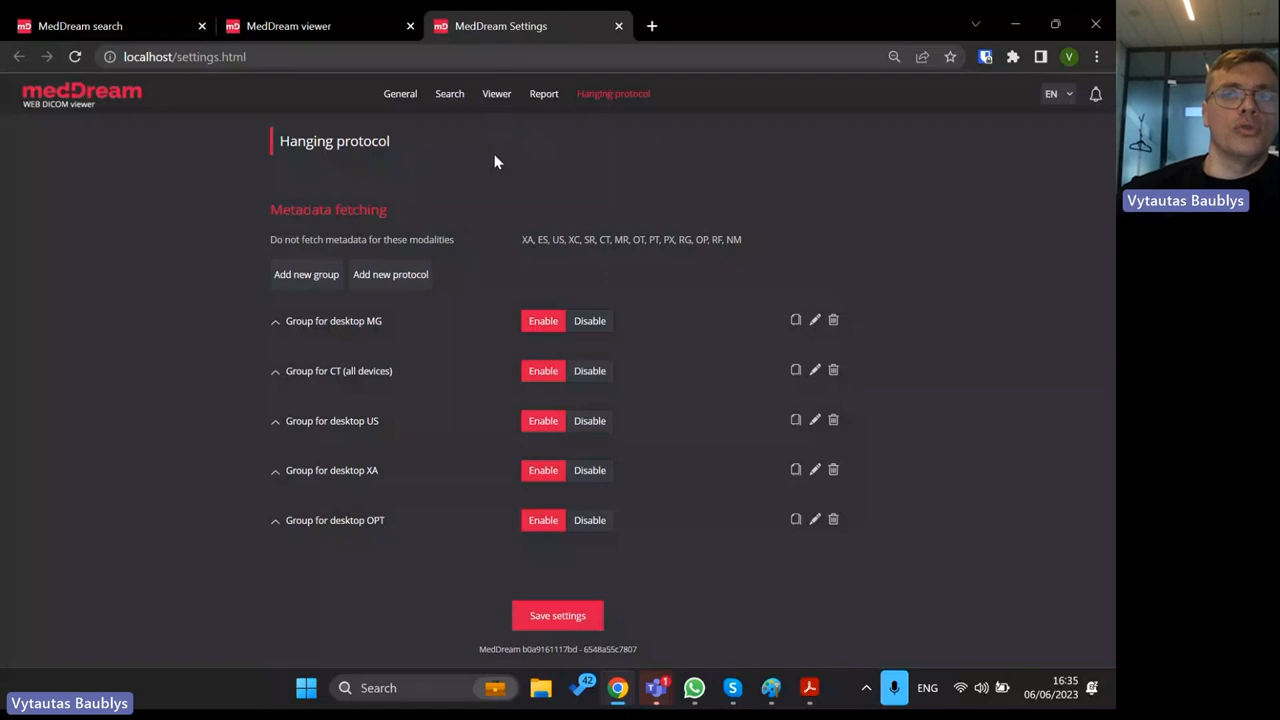 MedDream search
MedDream viewer
MedDream Settings
localhost/settings.html
V
medDream
WEB DICOM viewer
General
Search
Viewer
Report
Hanging protocol
EN
Hanging protocol
Metadata fetching
Do not fetch metadata for these modalities
XA, ES, US, XC, SR, CT, MR, OT, PT, PX, RG, OP, RF, NM
Add new group
Add new protocol
Group for desktop MG
Enable
Disable
Group for CT (all devices)
Enable
Disable
Group for desktop US
Enable
Disable
Group for desktop XA
Enable
Disable
Group for desktop OPT
Enable
Disable
Save settings
MedDream b0a9161117bd - 6548a55c7807
Vytautas Baublys
Search
42
1
ENG
16:35
06/06/2023
Vytautas Baublys